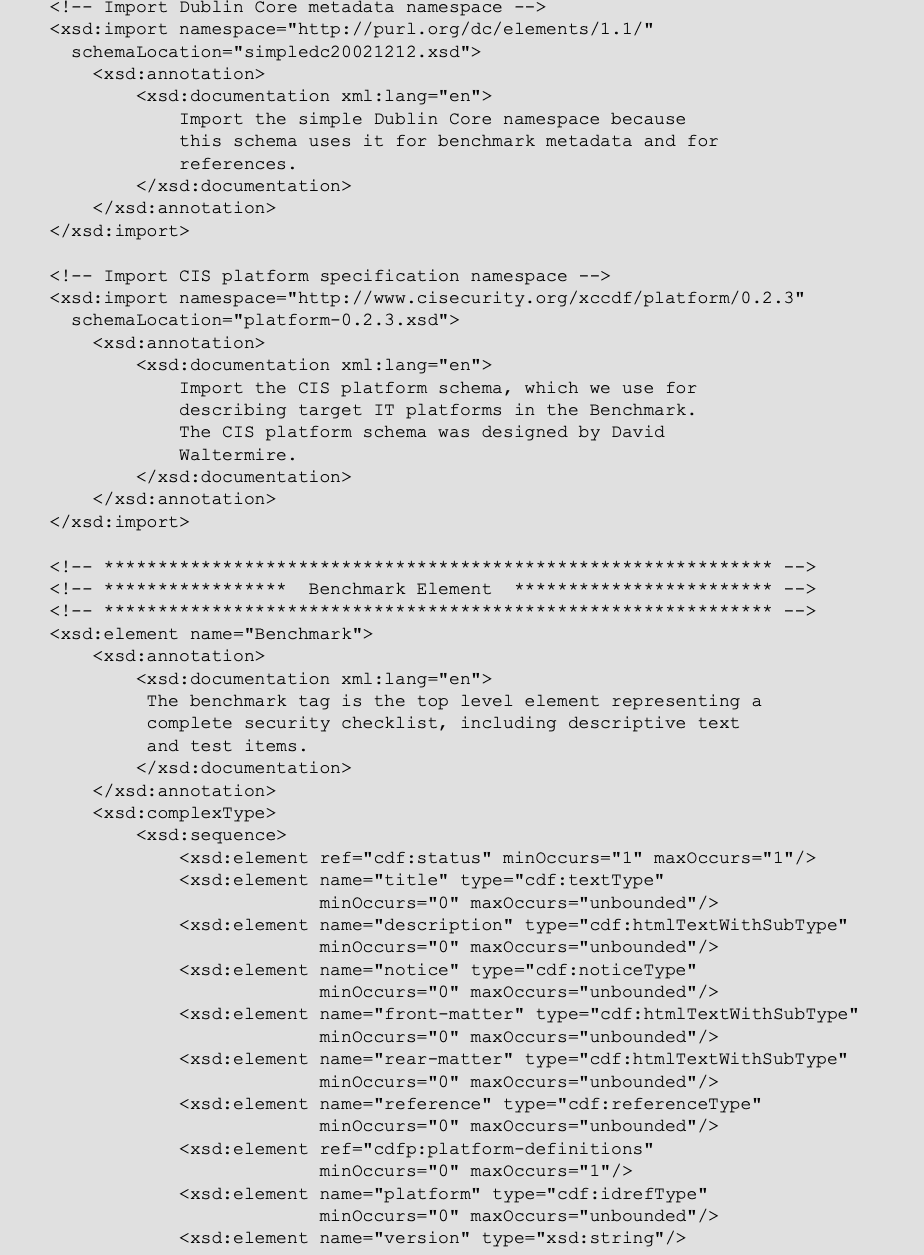 <!-- Import Dublin Core metadata namespace -->
<xsd:import namespace="http://purl.org/dc/elements/1.1/"
  schemaLocation="simpledc20021212.xsd">
    <xsd:annotation>
        <xsd:documentation xml:lang="en">
            Import the simple Dublin Core namespace because
            this schema uses it for benchmark metadata and for
            references.
        </xsd:documentation>
    </xsd:annotation>
</xsd:import>

<!-- Import CIS platform specification namespace -->
<xsd:import namespace="http://www.cisecurity.org/xccdf/platform/0.2.3"
  schemaLocation="platform-0.2.3.xsd">
    <xsd:annotation>
        <xsd:documentation xml:lang="en">
            Import the CIS platform schema, which we use for
            describing target IT platforms in the Benchmark.
            The CIS platform schema was designed by David
            Waltermire.
        </xsd:documentation>
    </xsd:annotation>
</xsd:import>

<!-- ************************************************************** -->
<!-- *****************  Benchmark Element  ************************ -->
<!-- ************************************************************** -->
<xsd:element name="Benchmark">
    <xsd:annotation>
        <xsd:documentation xml:lang="en">
         The benchmark tag is the top level element representing a
         complete security checklist, including descriptive text
         and test items.
        </xsd:documentation>
    </xsd:annotation>
    <xsd:complexType>
        <xsd:sequence>
            <xsd:element ref="cdf:status" minOccurs="1" maxOccurs="1"/>
            <xsd:element name="title" type="cdf:textType"
                         minOccurs="0" maxOccurs="unbounded"/>
            <xsd:element name="description" type="cdf:htmlTextWithSubType"
                         minOccurs="0" maxOccurs="unbounded"/>
            <xsd:element name="notice" type="cdf:noticeType"
                         minOccurs="0" maxOccurs="unbounded"/>
            <xsd:element name="front-matter" type="cdf:htmlTextWithSubType"
                         minOccurs="0" maxOccurs="unbounded"/>
            <xsd:element name="rear-matter" type="cdf:htmlTextWithSubType"
                         minOccurs="0" maxOccurs="unbounded"/>
            <xsd:element name="reference" type="cdf:referenceType"
                         minOccurs="0" maxOccurs="unbounded"/>
            <xsd:element ref="cdfp:platform-definitions"
                         minOccurs="0" maxOccurs="1"/>
            <xsd:element name="platform" type="cdf:idrefType"
                         minOccurs="0" maxOccurs="unbounded"/>
            <xsd:element name="version" type="xsd:string"/>